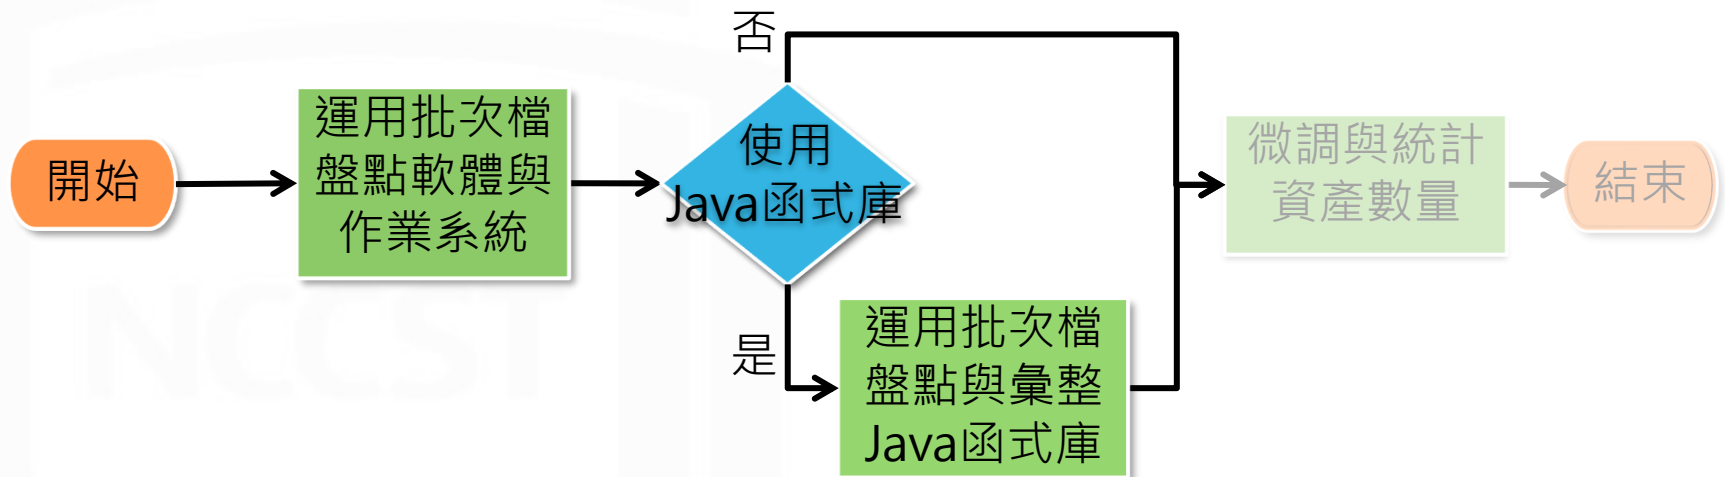 開始
運用批次檔
盤點軟體與
作業系統
使用
Java函式庫
否
是
運用批次檔
盤點與彙整
Java函式庫
微調與統計
資產數量
結束
NCCST